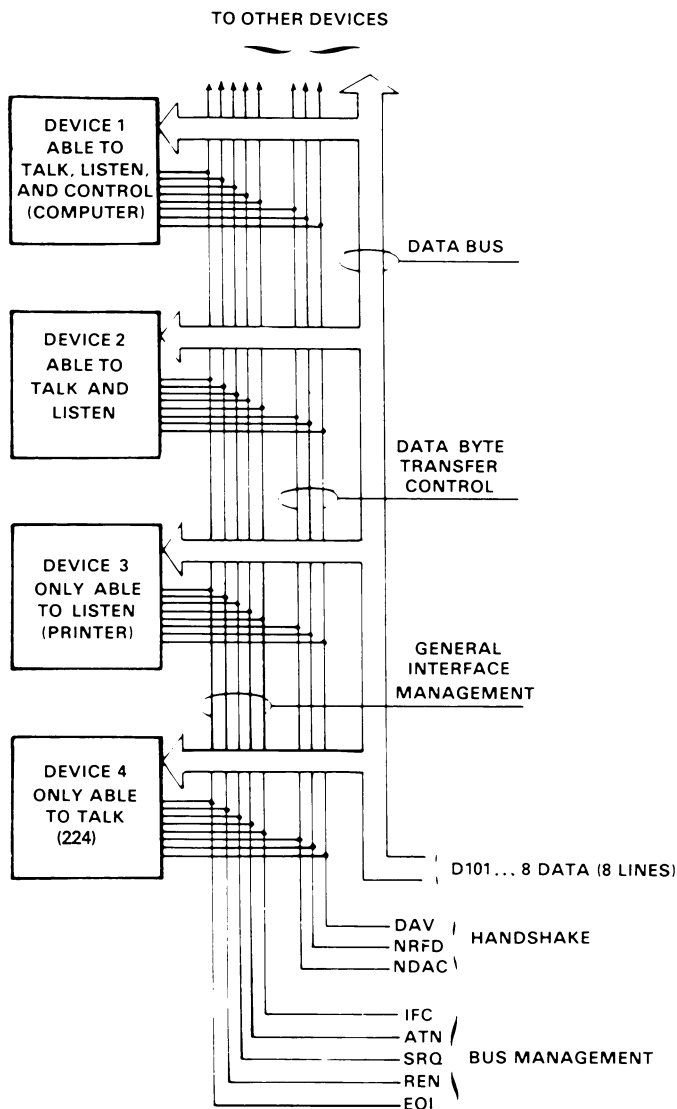 TO OTHER DEVICES
DEVICE 1
ABLE TO
TALK, LISTEN,
AND CONTROL
(COMPUTER)
DATA BUS
DEVICE 2
ABLE TO
TALK AND
LISTEN
DATA BYTE
TRANSFER
CONTROL
DEVICE 3
ONLY ABLE
TO LISTEN
(PRINTER)
GENERAL
INTERFACE
MANAGEMENT
DEVICE 4
ONLY ABLE
TO TALK
(224)
D101...8 DATA (8 LINES)
DAV
NRFD
NDAC
HANDSHAKE
IFC
ATN
SRQ
REN
EOI
BUS MANAGEMENT